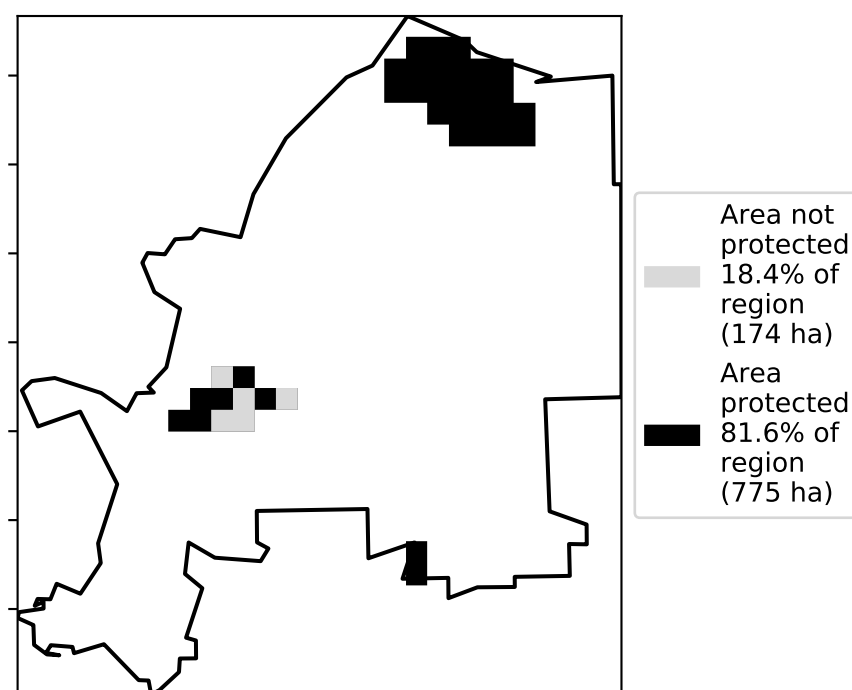 Area not
protected
18.4% of
region
(174 ha)
Area
protected
81.6% of
region
(775 ha)